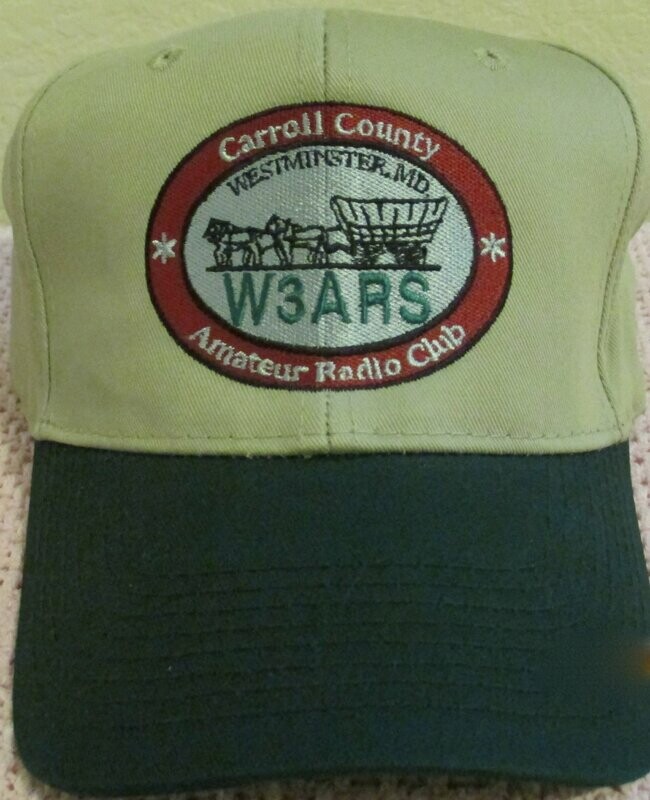 Carroll County
WESTMINSTER, MD.
W3ARS
Amateur Radio Club